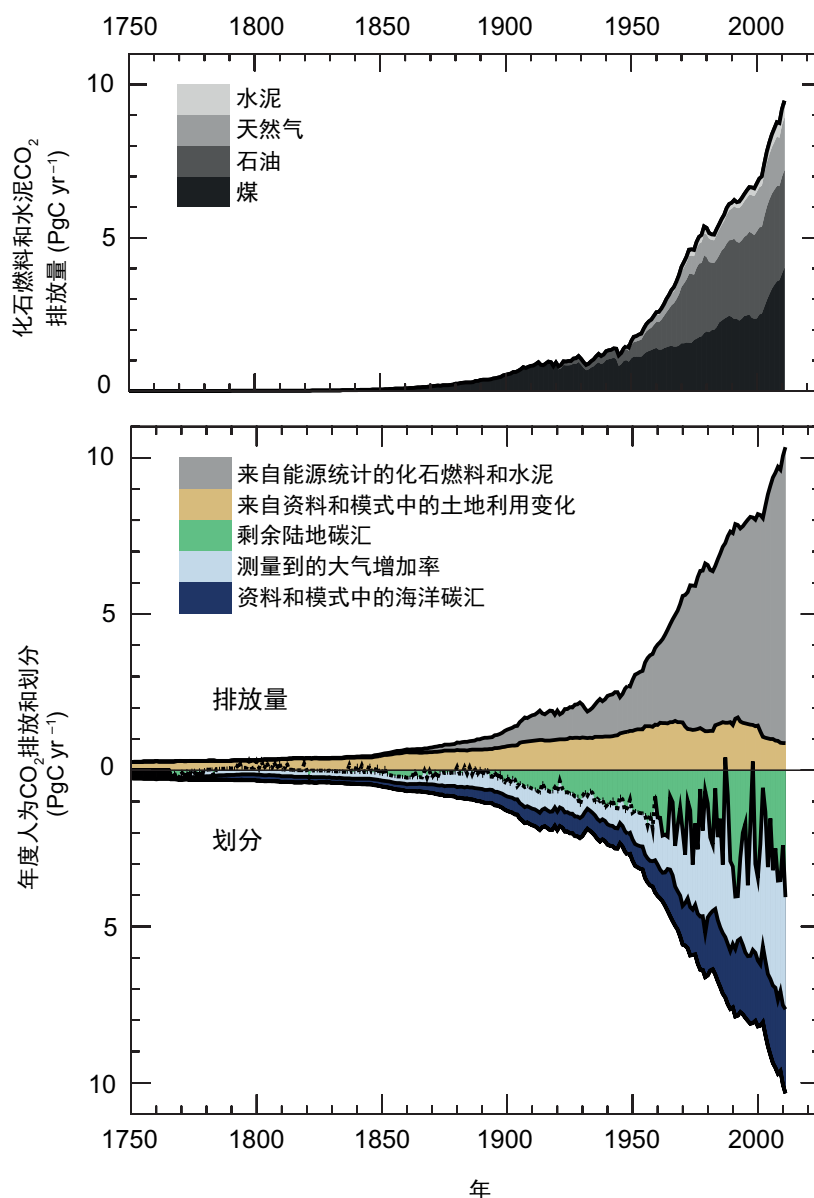 1750 1800 1850 1900 1950 2000
10
5
0
化石燃料和水泥CO₂
排放量 (PgC yr⁻¹)
水泥
天然气
石油
煤
10
5
0
5
10
年度人为CO₂排放和划分
(PgC yr⁻¹)
来自能源统计的化石燃料和水泥
来自资料和模式中的土地利用变化
剩余陆地碳汇
测量到的大气增加率
资料和模式中的海洋碳汇
排放量
划分
1750 1800 1850 1900 1950 2000
年